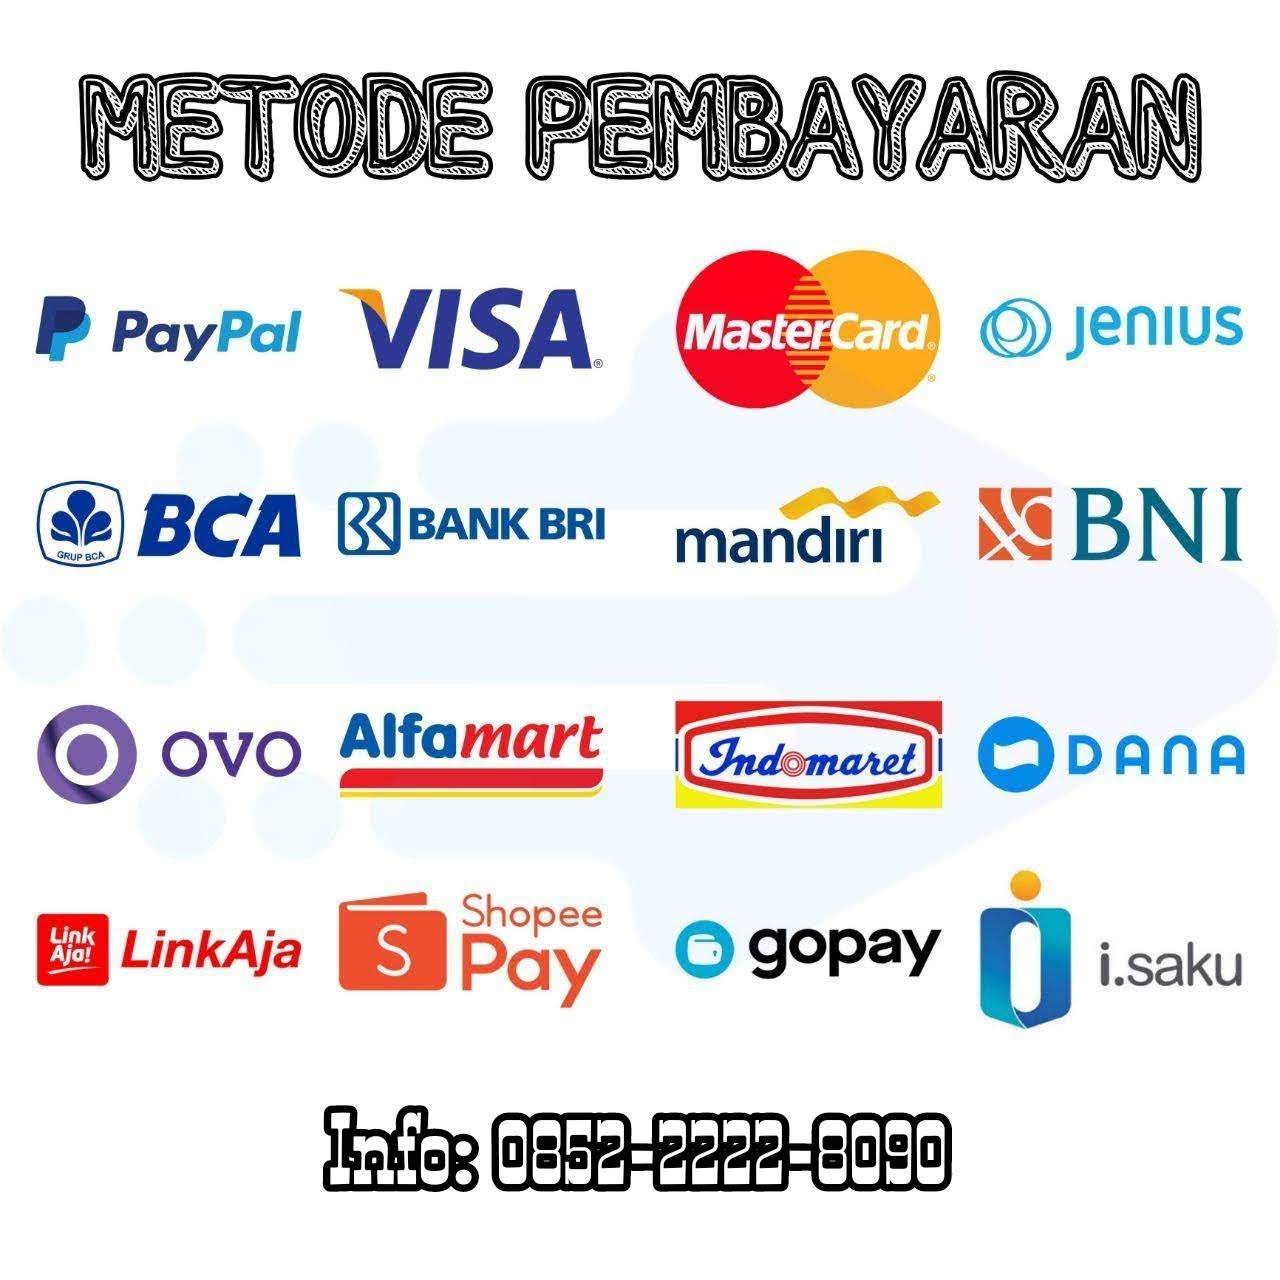 METODE PEMBAYARAN
PayPal
VISA
MasterCard
Jenius
GRUP BCA
BCA
BANK BRI
mandiri
BNI
OVO
Alfamart
Indomaret
DANA
Link
Aja!
LinkAja
S
Shopee
Pay
gopay
i.saku
Info: 0852-2222-8090